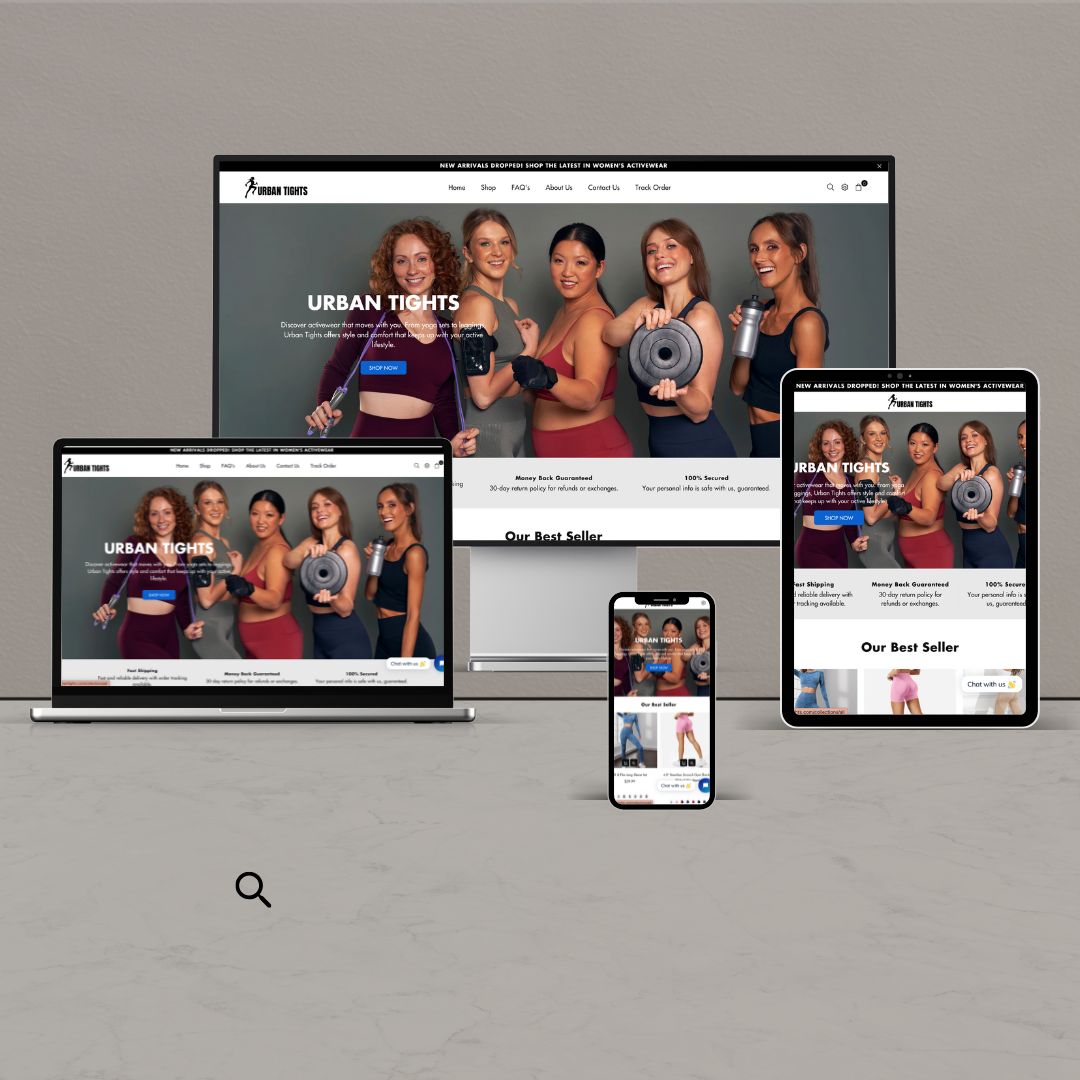 NEW ARRIVALS DROPPED! SHOP THE LATEST IN WOMEN'S ACTIVEWEAR
URBAN TIGHTS
Home Shop FAQ's About Us Contact Us Track Order
0
URBAN TIGHTS
Discover activewear that moves with you. From yoga sets to leggings,
Urban Tights offers style and comfort that keeps up with your active
lifestyle.
SHOP NOW
king
Money Back Guaranteed
30-day return policy for refunds or exchanges.
100% Secured
Your personal info is safe with us, guaranteed.
Our Best Seller
NEW ARRIVALS DROPPED! SHOP THE LATEST IN WOMEN'S ACTIVEWEAR
URBAN TIGHTS
Home Shop FAQ's About Us Contact Us Track Order
URBAN TIGHTS
Discover activewear that moves with you. From yoga sets to leggings,
Urban Tights offers style and comfort that keeps up with your active
lifestyle.
SHOP NOW
Chat with us
Fast Shipping
Fast and reliable delivery with order tracking
available.
Money Back Guaranteed
30-day return policy for refunds or exchanges.
100% Secured
Your personal info is safe with us, guaranteed.
NEW ARRIVALS DROPPED! SHOP THE LATEST IN WOMEN'S ACTIVEWEAR
URBAN TIGHTS
URBAN TIGHTS
r activewear that moves with you. From yoga
ggings, Urban Tights offers style and comfort
hat keeps up with your active lifestyle.
SHOP NOW
Fast Shipping
d reliable delivery with
r tracking available.
Money Back Guaranteed
30-day return policy for
refunds or exchanges.
100% Secure
Your personal info is s
us, guaranteed
Our Best Seller
Chat with us
ts.com/collections/all
URBAN TIGHTS
SHOP NOW
Our Best Seller
Chat with us